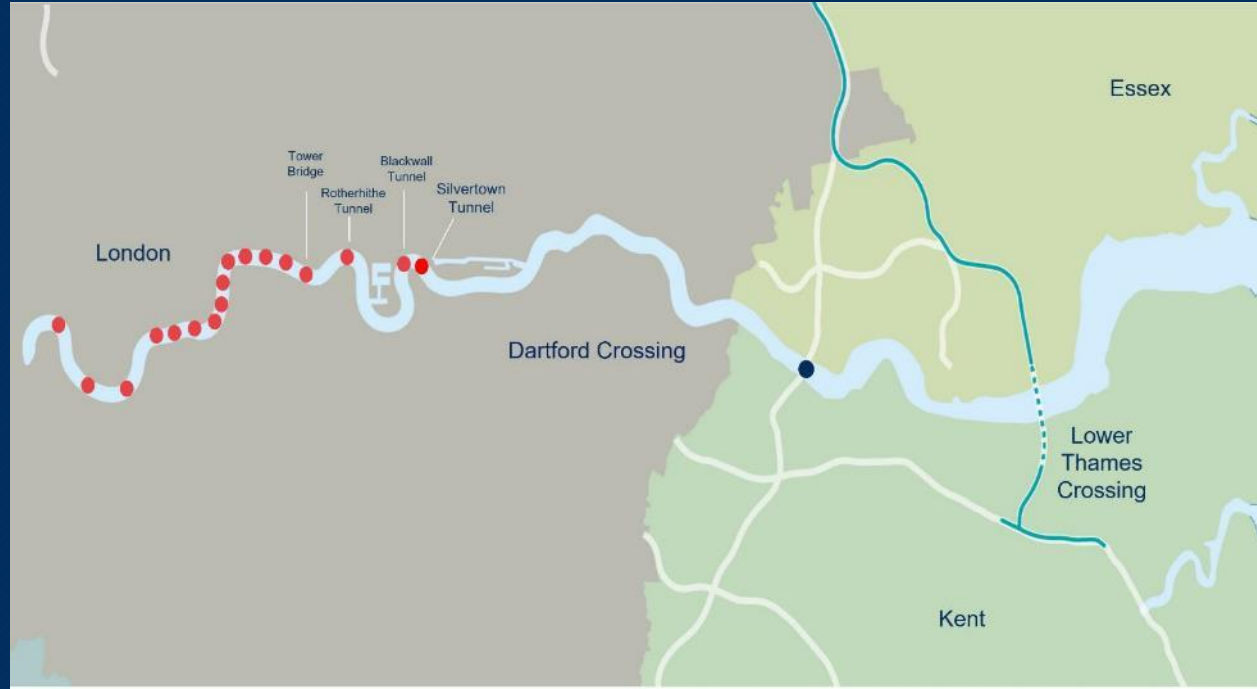 Essex
Tower
Bridge
Rotherhithe
Tunnel
Blackwall
Tunnel
Silvertown
Tunnel
London
Dartford Crossing
Lower
Thames
Crossing
Kent